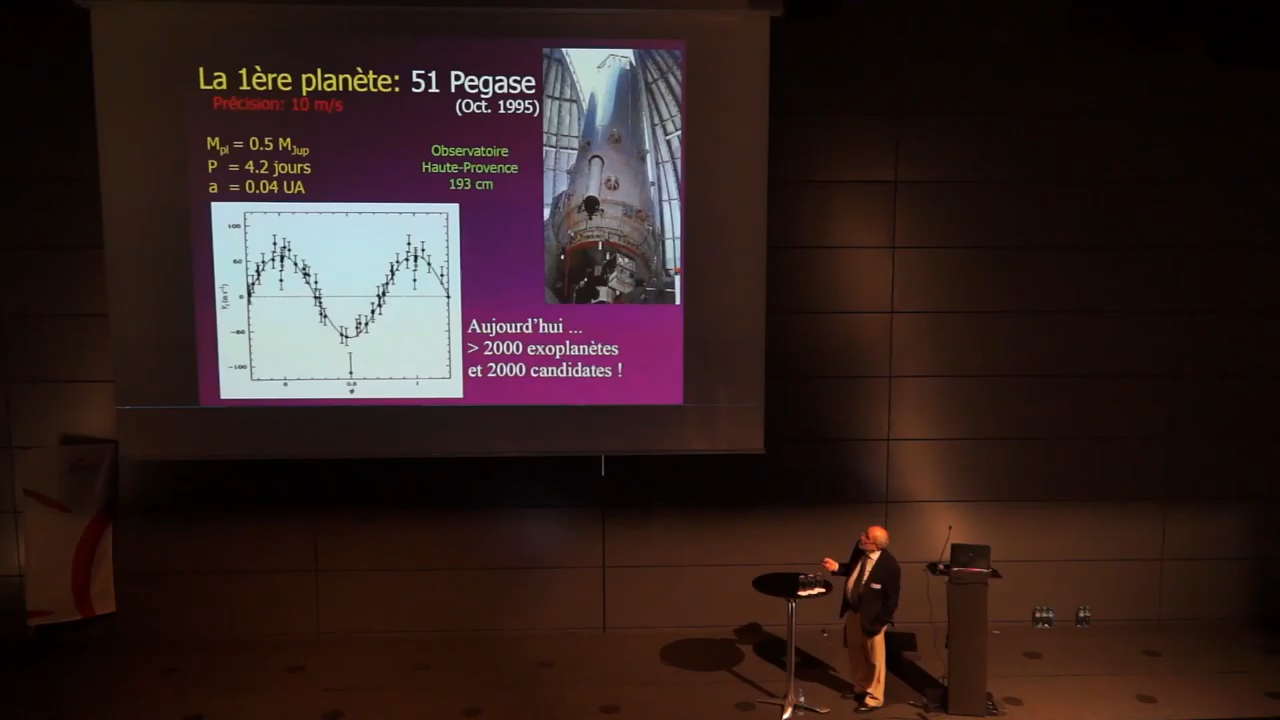 La 1ère planète: 51 Pegase
Précision: 10 m/s
(Oct. 1995)
Mpl = 0.5 MJup
P = 4.2 jours
a = 0.04 UA
Observatoire
Haute-Provence
193 cm
100
50
0
-50
-100
0
0.5
1
φ
Aujourd'hui ...
> 2000 exoplanètes
et 2000 candidates !